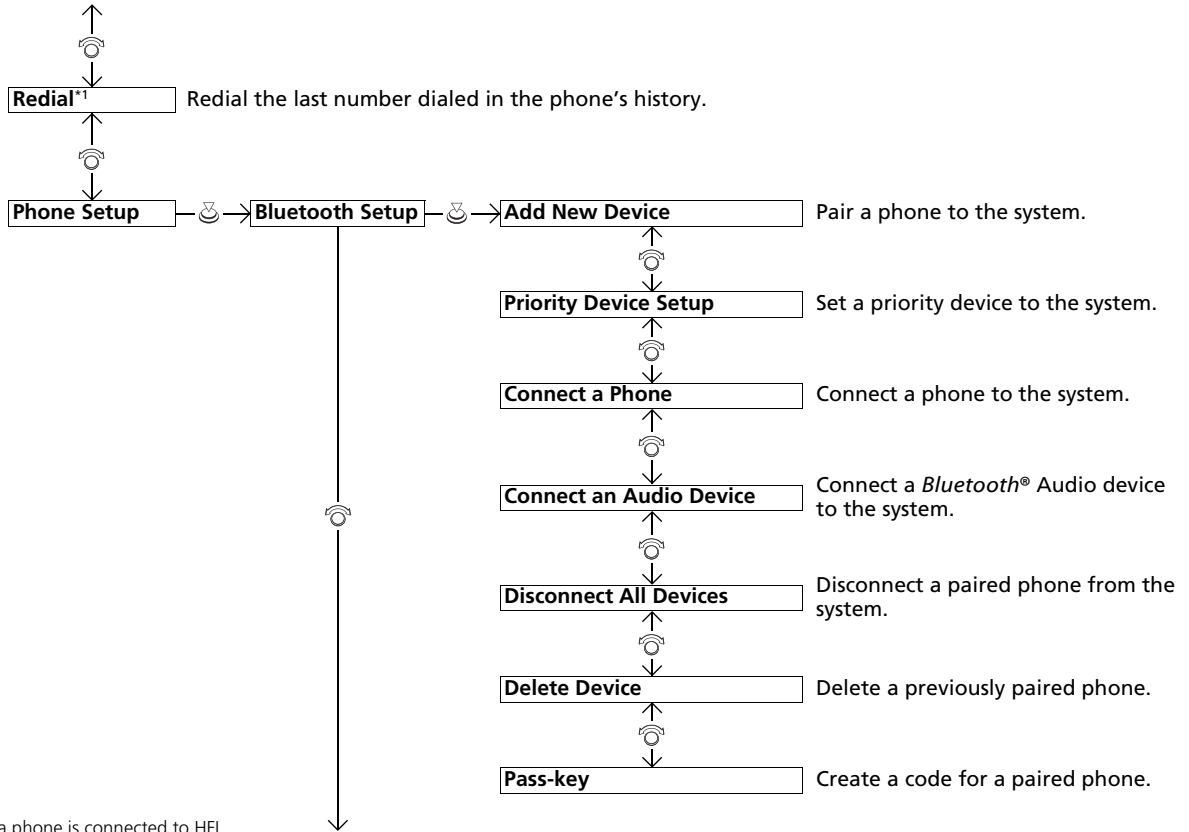 Redial*1 Redial the last number dialed in the phone's history.
Phone Setup Bluetooth Setup Add New Device Pair a phone to the system.
Priority Device Setup Set a priority device to the system.
Connect a Phone Connect a phone to the system.
Connect an Audio Device Connect a Bluetooth® Audio device
to the system.
Disconnect All Devices Disconnect a paired phone from the
system.
Delete Device Delete a previously paired phone.
Pass-key Create a code for a paired phone.
a phone is connected to HFL